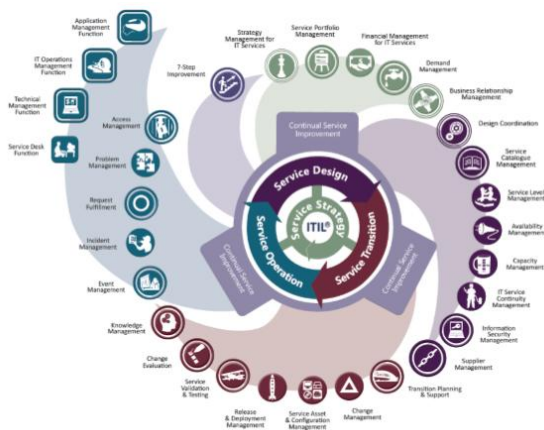 Application
Management
Function
IT Operations
Management
Function
Technical
Management
Function
Service Desk
Function
Access
Management
Problem
Management
Request
Fulfillment
Incident
Management
Event
Management
7-Step
Improvement
Strategy
Management for
IT Services
Service Portfolio
Management
Financial Management
for IT Services
Demand
Management
Business Relationship
Management
Design Coordination
Service
Catalogue Management
Service Level
Management
Availability
Management
Capacity
Management
IT Service
Continuity
Management
Information
Security Management
Supplier
Management
Transition Planning
& Support
Change
Management
Service Asset
& Configuration
Management
Release
& Deployment
Management
Service
Validation
& Testing
Change
Evaluation
Knowledge
Management
Continual Service
Improvement
Continual Service
Improvement
Continual Service
Improvement
Service Design
Service Transition
Service Operation
Service Strategy
ITIL®